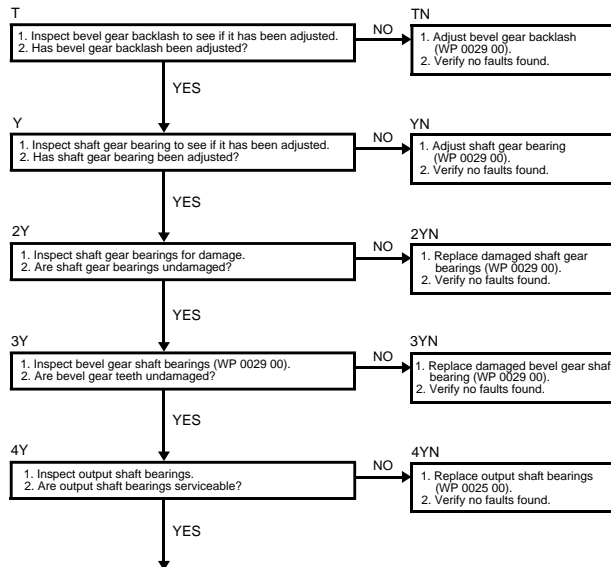 T
1. Inspect bevel gear backlash to see if it has been adjusted.
2. Has bevel gear backlash been adjusted?
NO
TN
1. Adjust bevel gear backlash
(WP 0029 00).
2. Verify no faults found.
YES
Y
1. Inspect shaft gear bearing to see if it has been adjusted.
2. Has shaft gear bearing been adjusted?
NO
YN
1. Adjust shaft gear bearing
(WP 0029 00).
2. Verify no faults found.
YES
2Y
1. Inspect shaft gear bearings for damage.
2. Are shaft gear bearings undamaged?
NO
2YN
1. Replace damaged shaft gear
bearings (WP 0029 00).
2. Verify no faults found.
YES
3Y
1. Inspect bevel gear shaft bearings (WP 0029 00).
2. Are bevel gear teeth undamaged?
NO
3YN
1. Replace damaged bevel gear shaf
bearing (WP 0029 00).
2. Verify no faults found.
YES
4Y
1. Inspect output shaft bearings.
2. Are output shaft bearings serviceable?
NO
4YN
1. Replace output shaft bearings
(WP 0025 00).
2. Verify no faults found.
YES